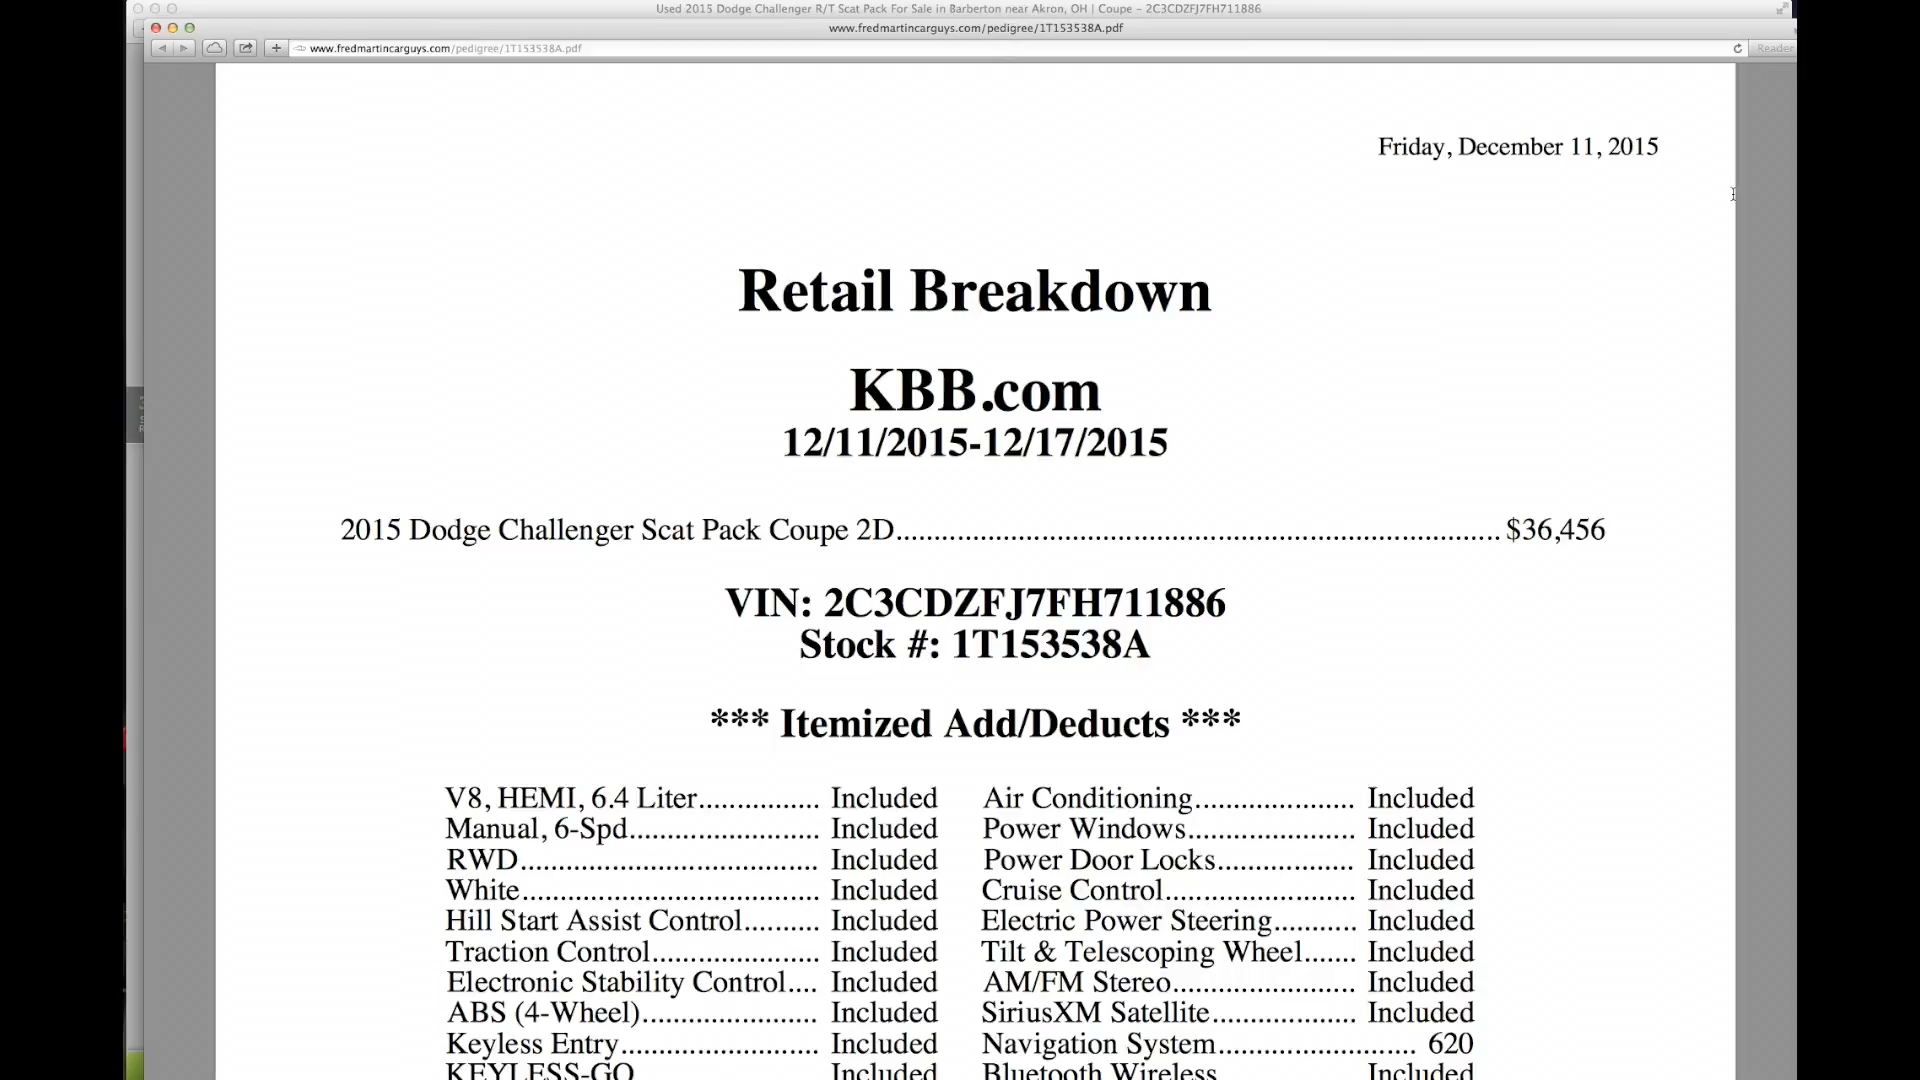 Used 2015 Dodge Challenger R/T Scat Pack For Sale in Barberton near Akron, OH | Coupe - 2C3CDZFJ7FH711886
www.fredmartincarguys.com/pedigree/1T153538A.pdf
www.fredmartincarguys.com/pedigree/1T153538A.pdf Reader
Friday, December 11, 2015
Retail Breakdown
KBB.com
12/11/2015-12/17/2015
2015 Dodge Challenger Scat Pack Coupe 2D................................................................................ $36,456
VIN: 2C3CDZFJ7FH711886
Stock #: 1T153538A
*** Itemized Add/Deducts ***
V8, HEMI, 6.4 Liter................ Included Air Conditioning..................... Included
Manual, 6-Spd......................... Included Power Windows...................... Included
RWD....................................... Included Power Door Locks.................. Included
White....................................... Included Cruise Control......................... Included
Hill Start Assist Control.......... Included Electric Power Steering........... Included
Traction Control...................... Included Tilt & Telescoping Wheel....... Included
Electronic Stability Control.... Included AM/FM Stereo........................ Included
ABS (4-Wheel)....................... Included SiriusXM Satellite................... Included
Keyless Entry.......................... Included Navigation System.......................... 620
KEYLESS-GO Included Bluetooth Wireless Included